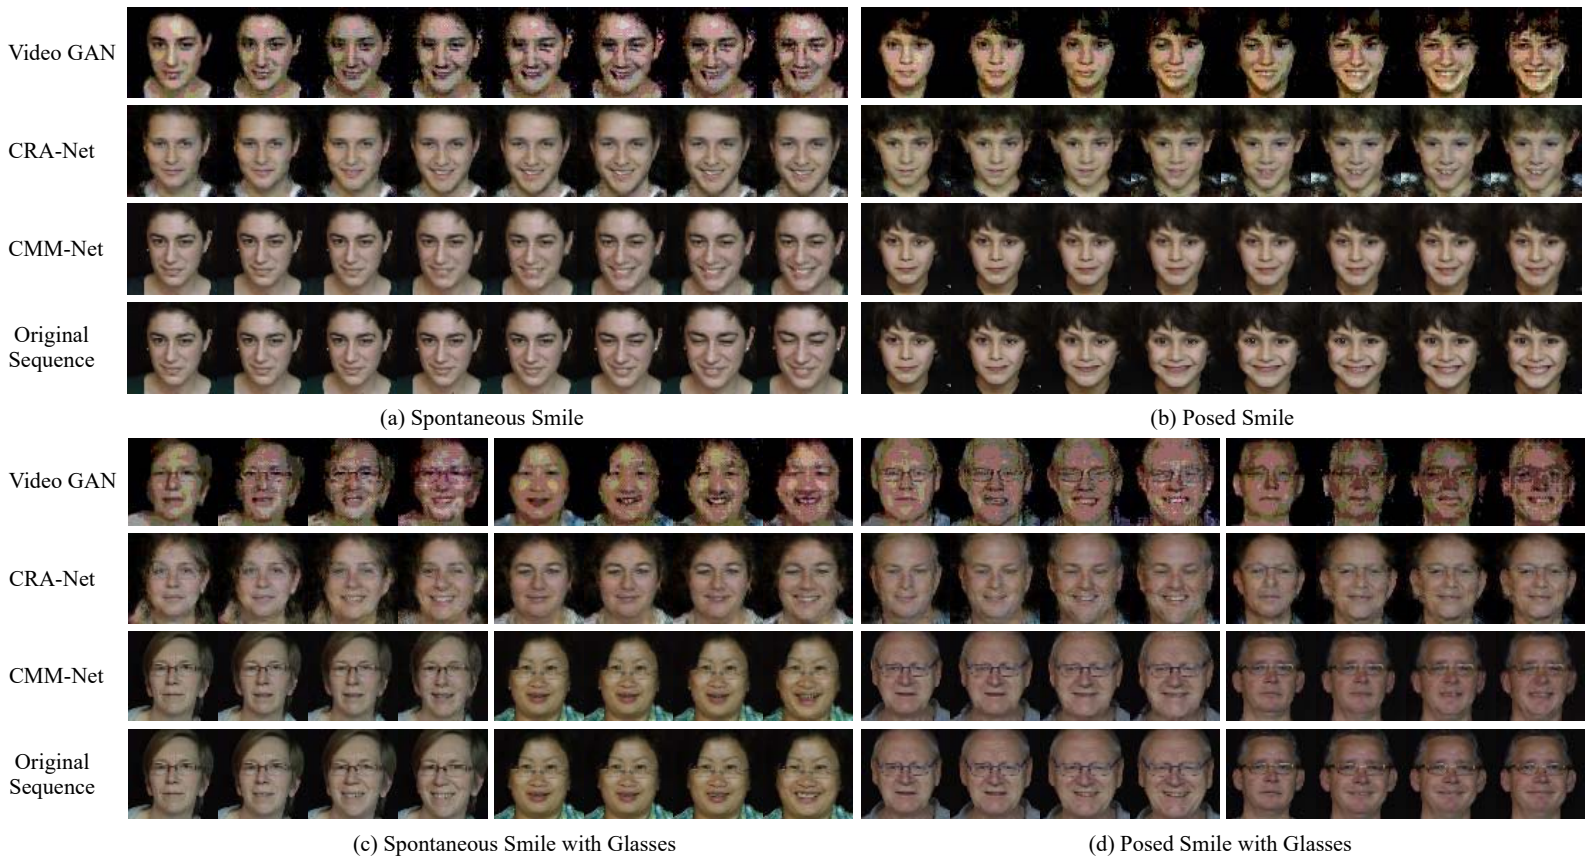 Video GAN
CRA-Net
CMM-Net
Original
Sequence
(a) Spontaneous Smile
(b) Posed Smile
Video GAN
CRA-Net
CMM-Net
Original
Sequence
(c) Spontaneous Smile with Glasses
(d) Posed Smile with Glasses